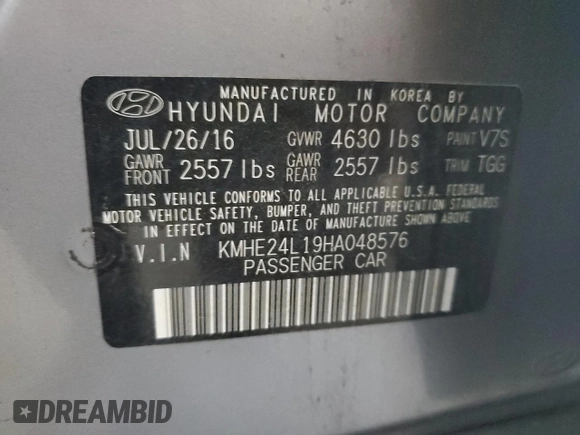 MANUFACTURED IN KOREA BY
HYUNDAI MOTOR COMPANY
JUL/26/16 GVWR 4630 lbs PAINT V7S
GAWR FRONT 2557 lbs GAWR REAR 2557 lbs TRIM TGG
THIS VEHICLE CONFORMS TO ALL APPLICABLE U.S.A. FEDERAL
MOTOR VEHICLE SAFETY, BUMPER, AND THEFT PREVENTION STANDARDS
IN EFFECT ON THE DATE OF MANUFACTURE SHOWN ABOVE.
V.I.N KMHE24L19HA048576
PASSENGER CAR
DREAMBID